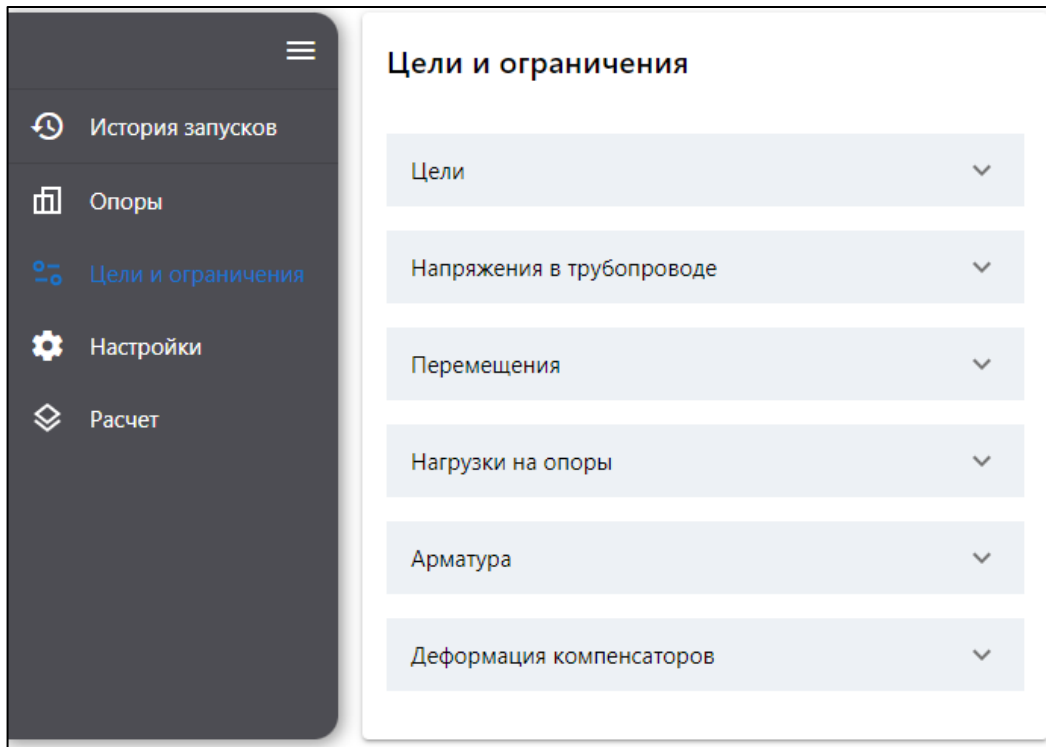 История запусков
Опоры
Цели и ограничения
Настройки
Расчет
Цели и ограничения
Цели
Напряжения в трубопроводе
Перемещения
Нагрузки на опоры
Арматура
Деформация компенсаторов